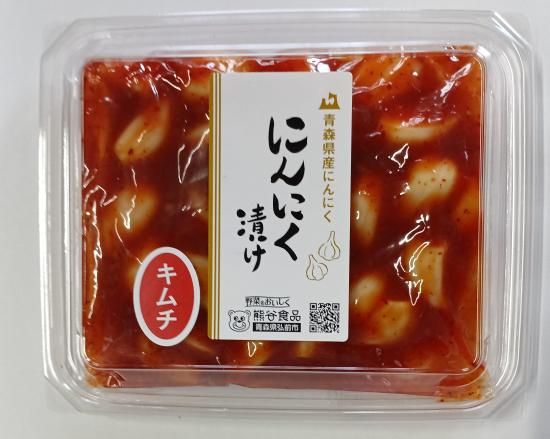 青森県産にんにく
にんにく
漬け
キムチ
野菜をおいしく
熊谷食品
青森県弘前市